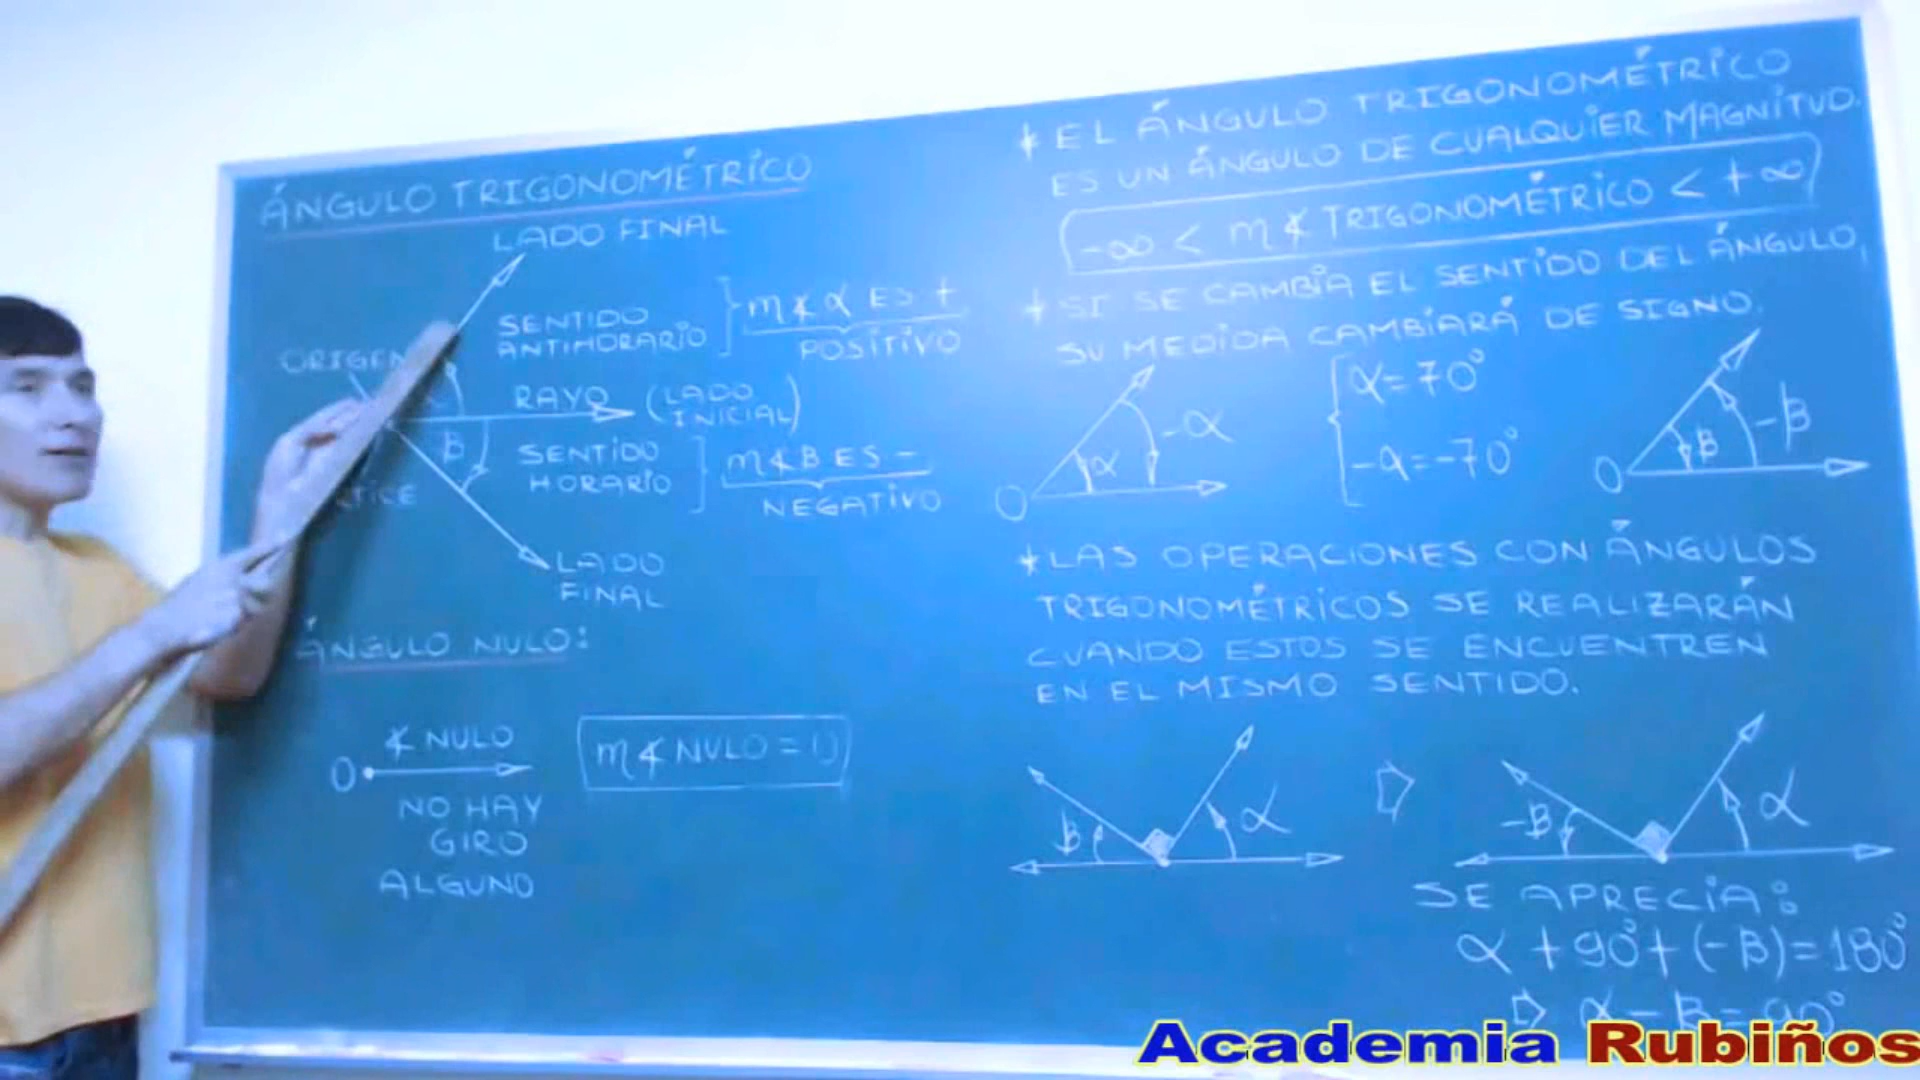 ÁNGULO TRIGONOMÉTRICO
LADO FINAL
SENTIDO
ANTIHORARIO
m∡α ES +
POSITIVO
ORIGEN
RAYO
(LADO
INICIAL)
β
SENTIDO
HORARIO
m∡β ES -
NEGATIVO
LADO
FINAL
ÁNGULO NULO:
∡ NULO
O
NO HAY
GIRO
ALGUNO
m∡ NULO =
* EL ÁNGULO TRIGONOMÉTRICO
ES UN ÁNGULO DE CUALQUIER MAGNITUD.
-∞ < m∡ TRIGONOMÉTRICO < +∞
* SI SE CAMBIA EL SENTIDO DEL ÁNGULO,
SU MEDIDA CAMBIARÁ DE SIGNO.
O
α
-α
α=70°
-α=-70°
O
β
-β
* LAS OPERACIONES CON ÁNGULOS
TRIGONOMÉTRICOS SE REALIZARÁN
CUANDO ESTOS SE ENCUENTREN
EN EL MISMO SENTIDO.
β
α
⇨
-β
α
SE APRECIA:
α + 90° + (-β) = 180°
⇨ α - β = 90°
Academia Rubiños